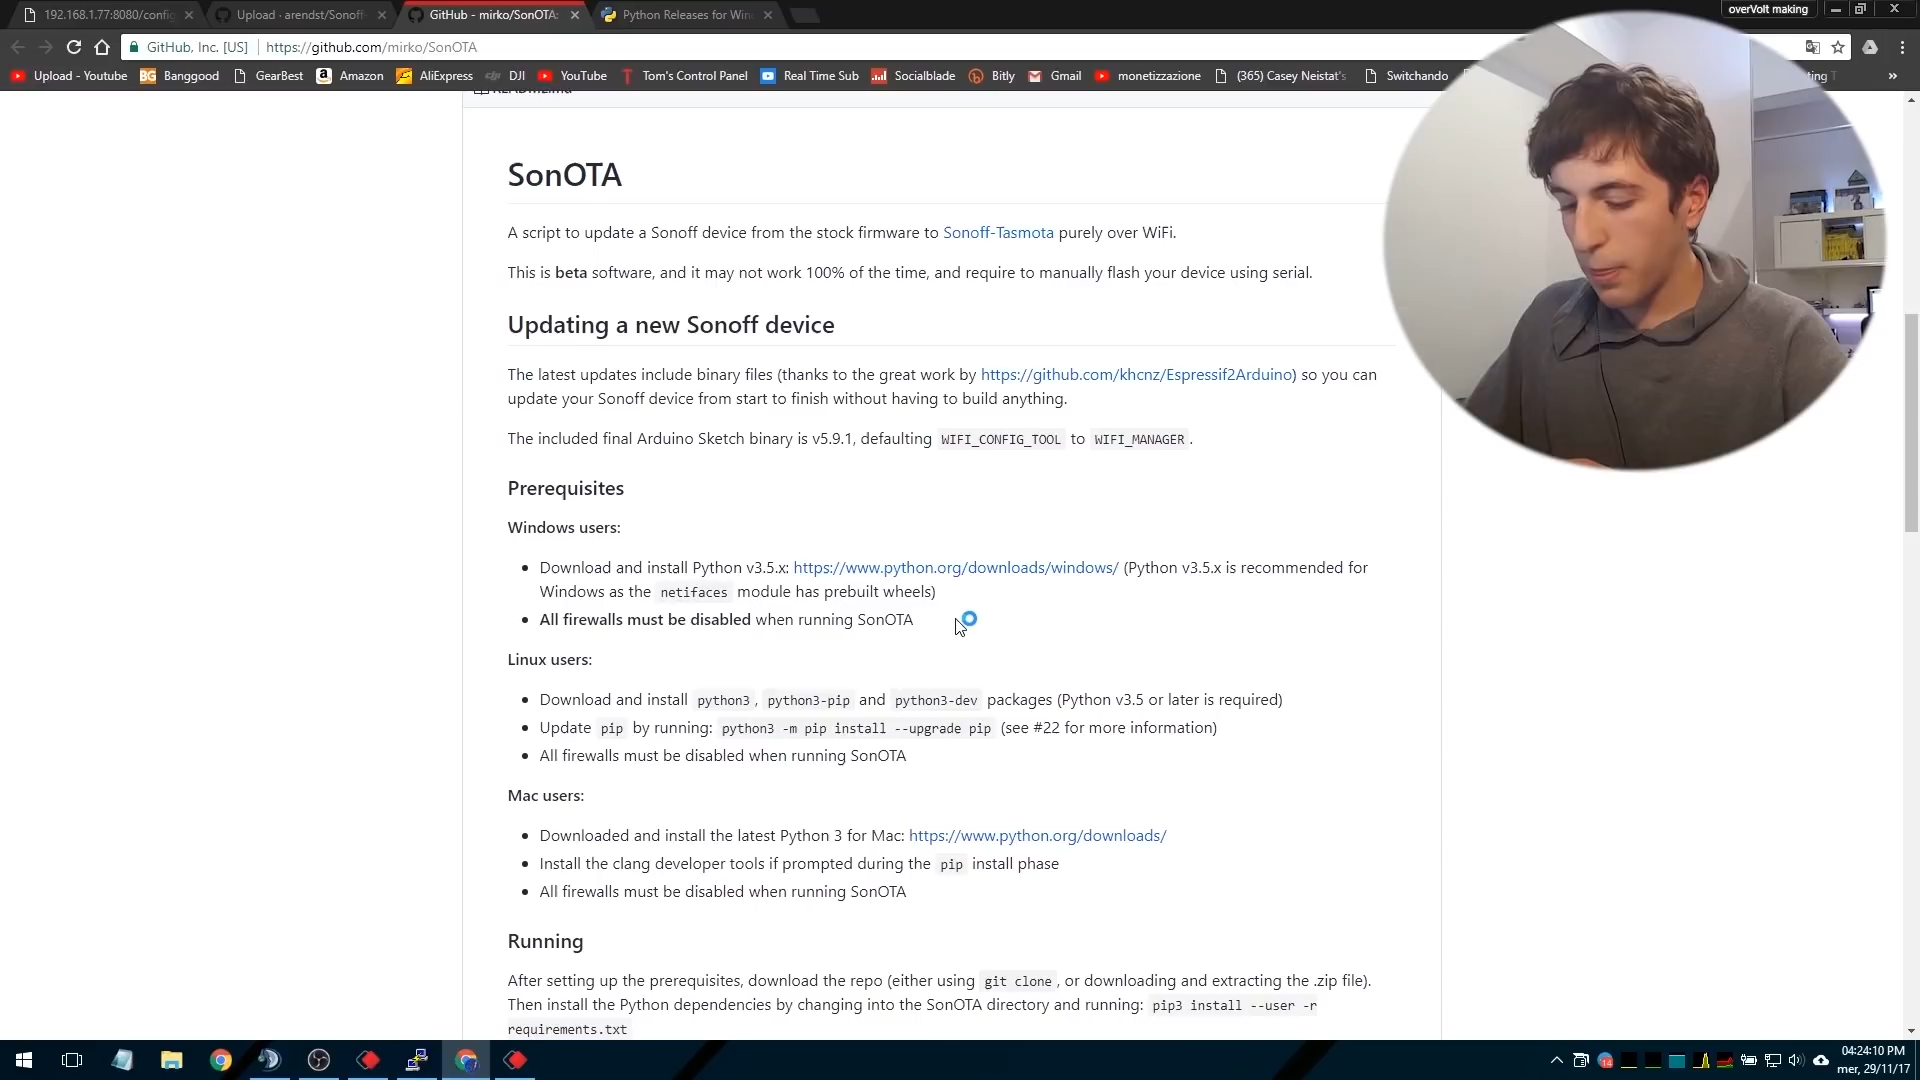 192.168.1.77:8080/config
Upload · arendst/Sonoff-
GitHub - mirko/SonOTA:
Python Releases for Win
overVolt making
GitHub, Inc. [US]
https://github.com/mirko/SonOTA
Upload - Youtube
BG Banggood
GearBest
Amazon
AliExpress
DJI
YouTube
Tom's Control Panel
Real Time Sub
Socialblade
Bitly
Gmail
monetizzazione
(365) Casey Neistat's
Switchando
SonOTA
A script to update a Sonoff device from the stock firmware to Sonoff-Tasmota purely over WiFi.
This is beta software, and it may not work 100% of the time, and require to manually flash your device using serial.
Updating a new Sonoff device
The latest updates include binary files (thanks to the great work by https://github.com/khcnz/Espressif2Arduino) so you can
update your Sonoff device from start to finish without having to build anything.
The included final Arduino Sketch binary is v5.9.1, defaulting WIFI_CONFIG_TOOL to WIFI_MANAGER.
Prerequisites
Windows users:
Download and install Python v3.5.x: https://www.python.org/downloads/windows/ (Python v3.5.x is recommended for
Windows as the netifaces module has prebuilt wheels)
All firewalls must be disabled when running SonOTA
Linux users:
Download and install python3, python3-pip and python3-dev packages (Python v3.5 or later is required)
Update pip by running: python3 -m pip install --upgrade pip (see #22 for more information)
All firewalls must be disabled when running SonOTA
Mac users:
Downloaded and install the latest Python 3 for Mac: https://www.python.org/downloads/
Install the clang developer tools if prompted during the pip install phase
All firewalls must be disabled when running SonOTA
Running
After setting up the prerequisites, download the repo (either using git clone, or downloading and extracting the .zip file).
Then install the Python dependencies by changing into the SonOTA directory and running: pip3 install --user -r
requirements.txt
04:24:10 PM
mer, 29/11/17